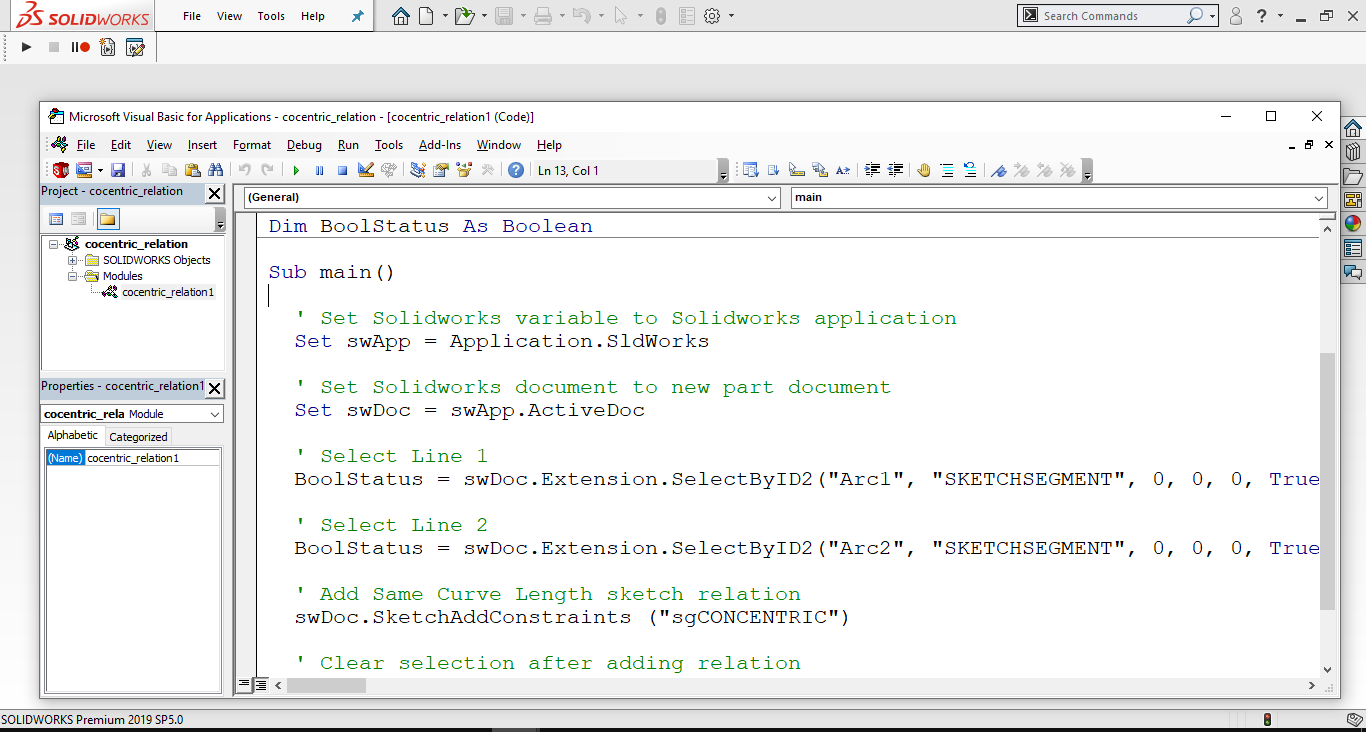 SOLIDWORKS File View Tools Help Search Commands ?
Microsoft Visual Basic for Applications - cocentric_relation - [cocentric_relation1 (Code)]
File Edit View Insert Format Debug Run Tools Add-Ins Window Help
Ln 13, Col 1
Project - cocentric_relation
(General) main
cocentric_relation
SOLIDWORKS Objects
Modules
cocentric_relation1
Properties - cocentric_relation1
cocentric_rela Module
Alphabetic Categorized
(Name) cocentric_relation1
Dim BoolStatus As Boolean
Sub main()
' Set Solidworks variable to Solidworks application
Set swApp = Application.SldWorks
' Set Solidworks document to new part document
Set swDoc = swApp.ActiveDoc
' Select Line 1
BoolStatus = swDoc.Extension.SelectByID2("Arc1", "SKETCHSEGMENT", 0, 0, 0, True
' Select Line 2
BoolStatus = swDoc.Extension.SelectByID2("Arc2", "SKETCHSEGMENT", 0, 0, 0, True
' Add Same Curve Length sketch relation
swDoc.SketchAddConstraints ("sgCONCENTRIC")
' Clear selection after adding relation
SOLIDWORKS Premium 2019 SP5.0